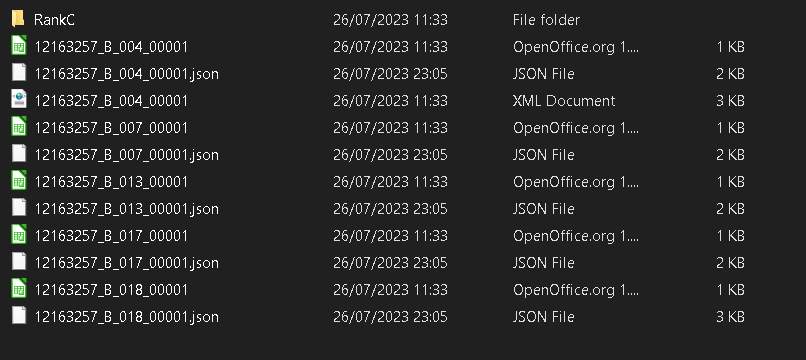 RankC 26/07/2023 11:33 File folder
12163257_B_004_00001 26/07/2023 11:33 OpenOffice.org 1.... 1 KB
12163257_B_004_00001.json 26/07/2023 23:05 JSON File 2 KB
12163257_B_004_00001 26/07/2023 11:33 XML Document 3 KB
12163257_B_007_00001 26/07/2023 11:33 OpenOffice.org 1.... 1 KB
12163257_B_007_00001.json 26/07/2023 23:05 JSON File 2 KB
12163257_B_013_00001 26/07/2023 11:33 OpenOffice.org 1.... 1 KB
12163257_B_013_00001.json 26/07/2023 23:05 JSON File 2 KB
12163257_B_017_00001 26/07/2023 11:33 OpenOffice.org 1.... 1 KB
12163257_B_017_00001.json 26/07/2023 23:05 JSON File 2 KB
12163257_B_018_00001 26/07/2023 11:33 OpenOffice.org 1.... 1 KB
12163257_B_018_00001.json 26/07/2023 23:05 JSON File 3 KB